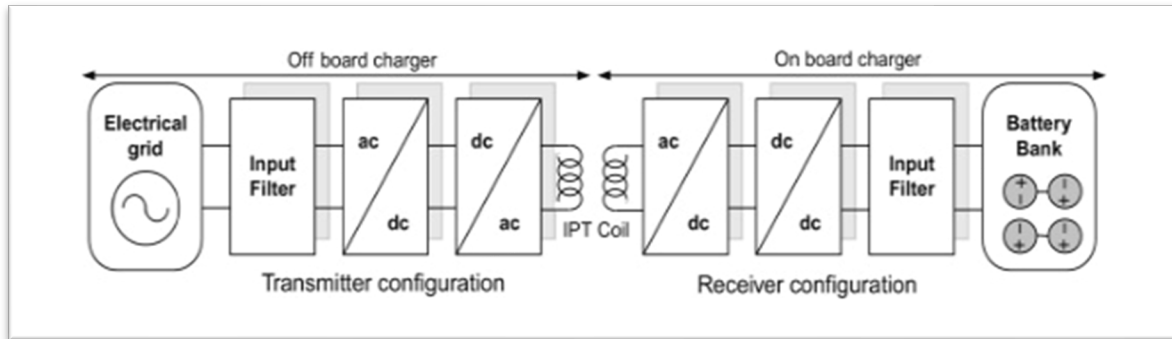 Off board charger
On board charger
Electrical
grid
Input
Filter
ac
dc
dc
ac
IPT Coil
ac
dc
dc
dc
Input
Filter
Battery
Bank
+
-
-
+
-
+
-
+
Transmitter configuration
Receiver configuration